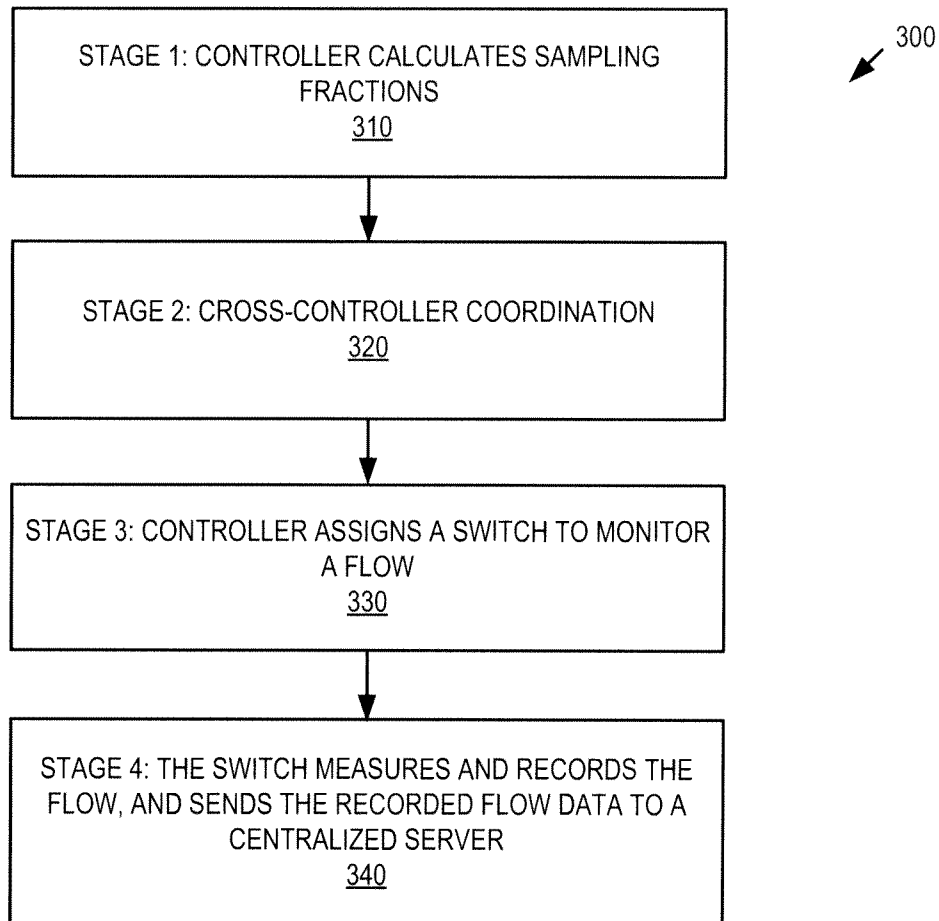 STAGE 1: CONTROLLER CALCULATES SAMPLING
FRACTIONS
310
300
STAGE 2: CROSS-CONTROLLER COORDINATION
320
STAGE 3: CONTROLLER ASSIGNS A SWITCH TO MONITOR
A FLOW
330
STAGE 4: THE SWITCH MEASURES AND RECORDS THE
FLOW, AND SENDS THE RECORDED FLOW DATA TO A
CENTRALIZED SERVER
340